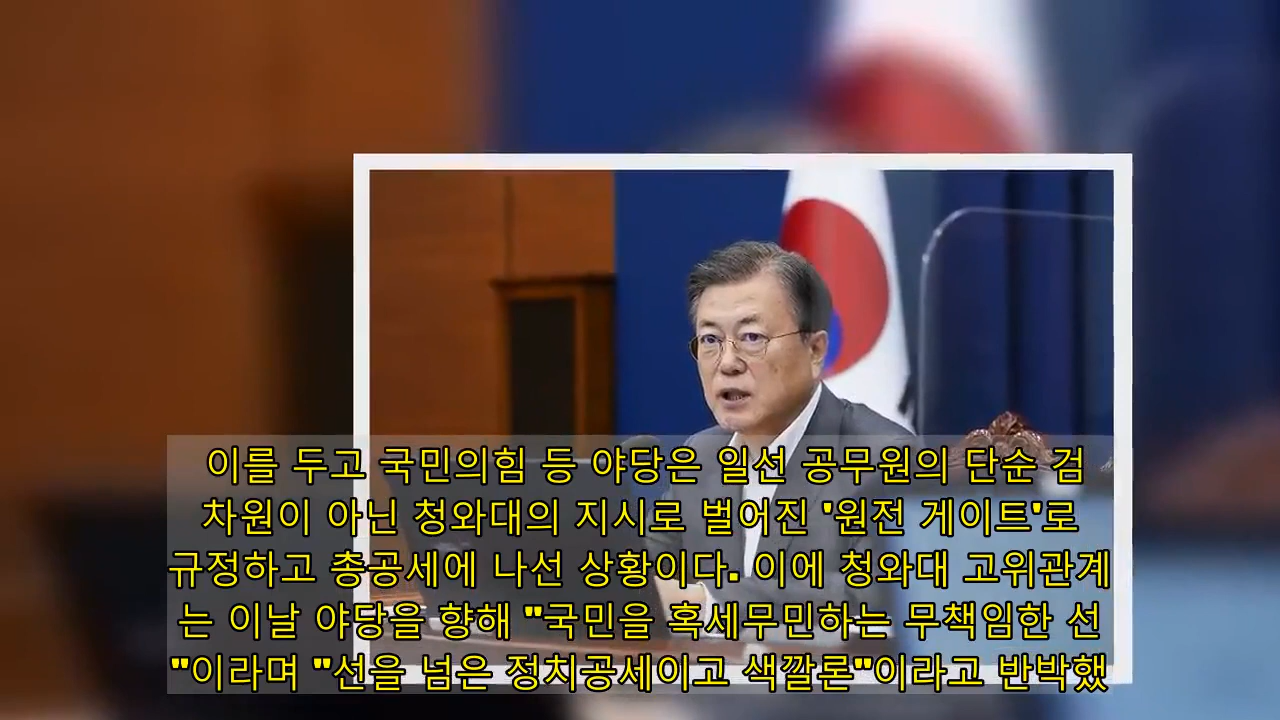 이를 두고 국민의힘 등 야당은 일선 공무원의 단순 검
차원이 아닌 청와대의 지시로 벌어진 '원전 게이트'로
규정하고 총공세에 나선 상황이다. 이에 청와대 고위관계
는 이날 야당을 향해 "국민을 혹세무민하는 무책임한 선
"이라며 "선을 넘은 정치공세이고 색깔론"이라고 반박했